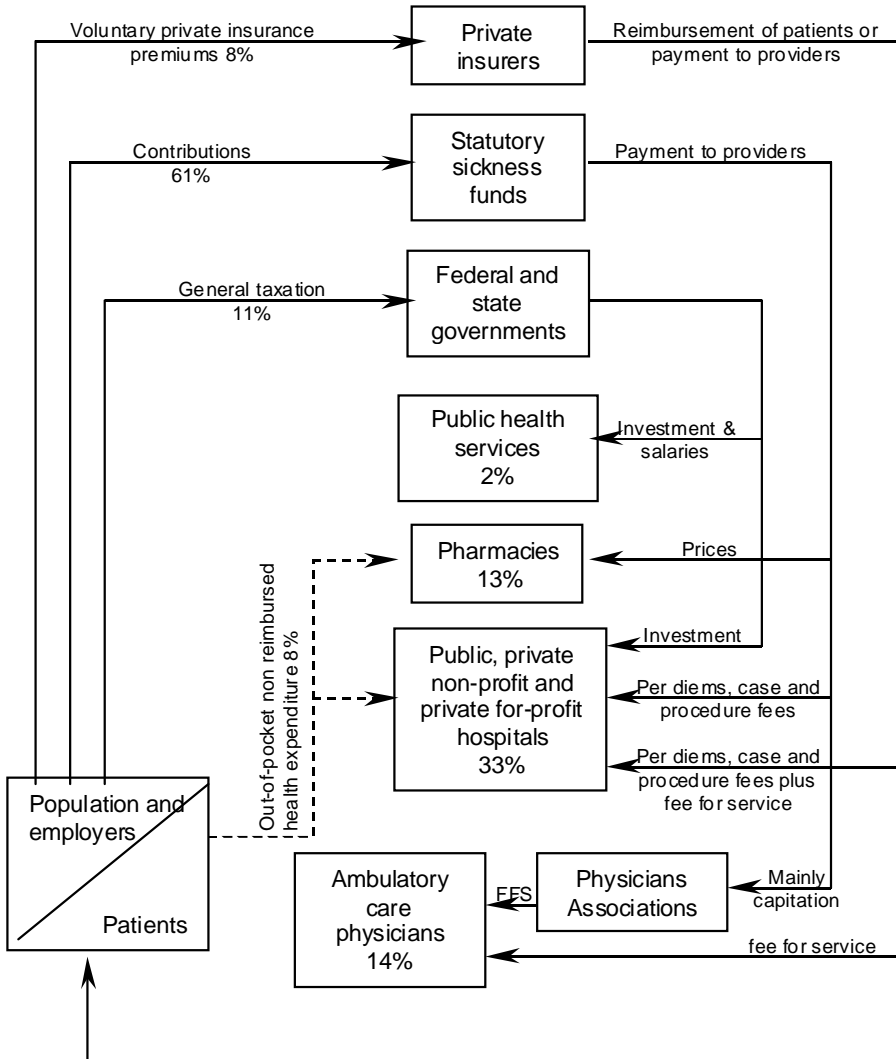 Voluntary private insurance
premiums 8%
Private
insurers
Reimbursement of patients or
payment to providers
Contributions
61%
Statutory
sickness
funds
Payment to providers
General taxation
11%
Federal and
state
governments
Public health
services
2%
Investment &
salaries
Pharmacies
13%
Prices
Out-of-pocket non reimbursed
health expenditure 8%
Public, private
non-profit and
private for-profit
hospitals
33%
Investment
Per diems, case and
procedure fees
Per diems, case and
procedure fees plus
fee for service
Population and
employers
Patients
Ambulatory
care
physicians
14%
FFS
Physicians
Associations
Mainly
capitation
fee for service